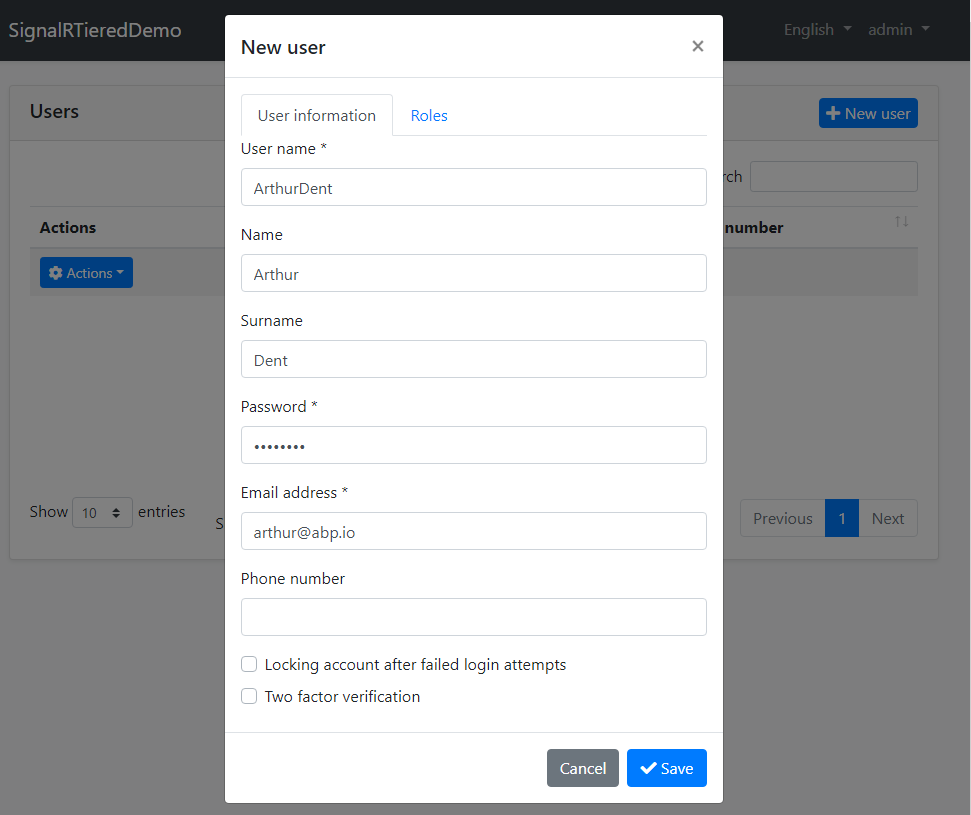 SignalRTieredDemo
English admin
New user ×
Users
+ New user
User information Roles
User name *
ArthurDent
Name
Arthur
Surname
Dent
Password *
••••••••
Email address *
arthur@abp.io
Phone number
Locking account after failed login attempts
Two factor verification
Cancel Save
rch
Actions number
Actions
Show 10 entries S
Previous 1 Next